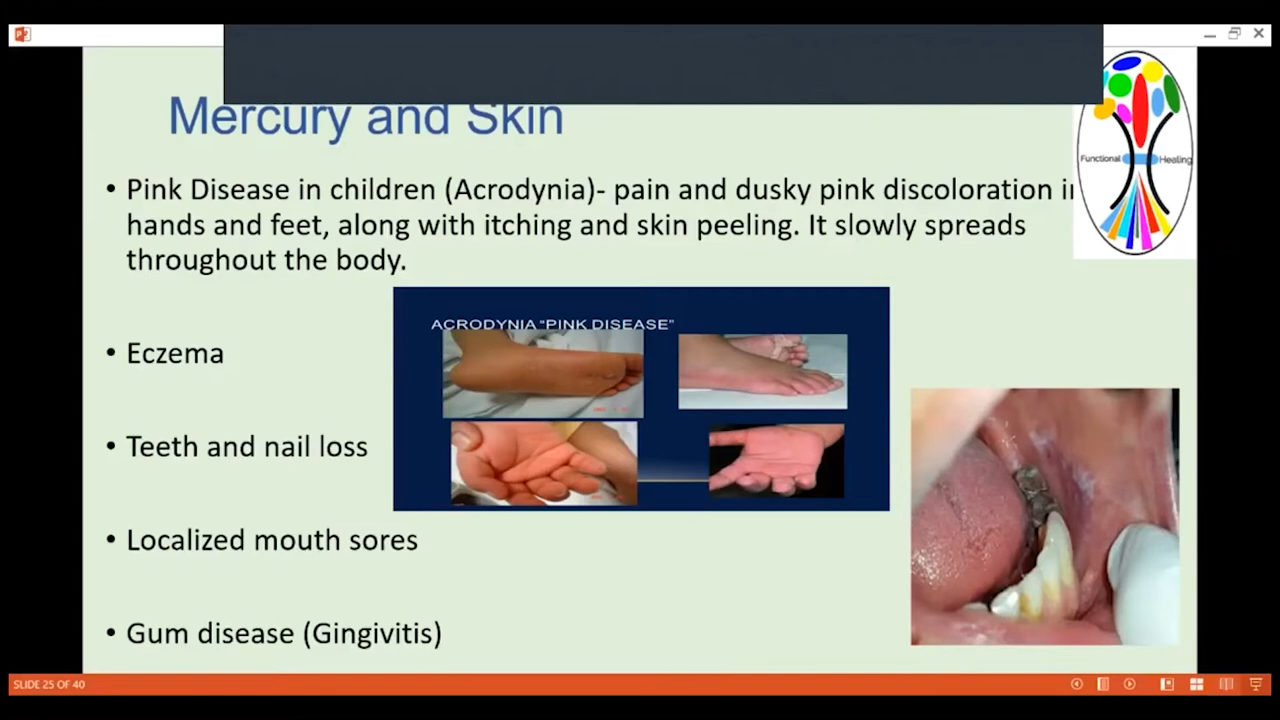 Mercury and Skin
Functional Healing
• Pink Disease in children (Acrodynia)- pain and dusky pink discoloration in
hands and feet, along with itching and skin peeling. It slowly spreads
throughout the body.
ACRODYNIA "PINK DISEASE"
• Eczema
• Teeth and nail loss
• Localized mouth sores
• Gum disease (Gingivitis)
SLIDE 25 OF 40